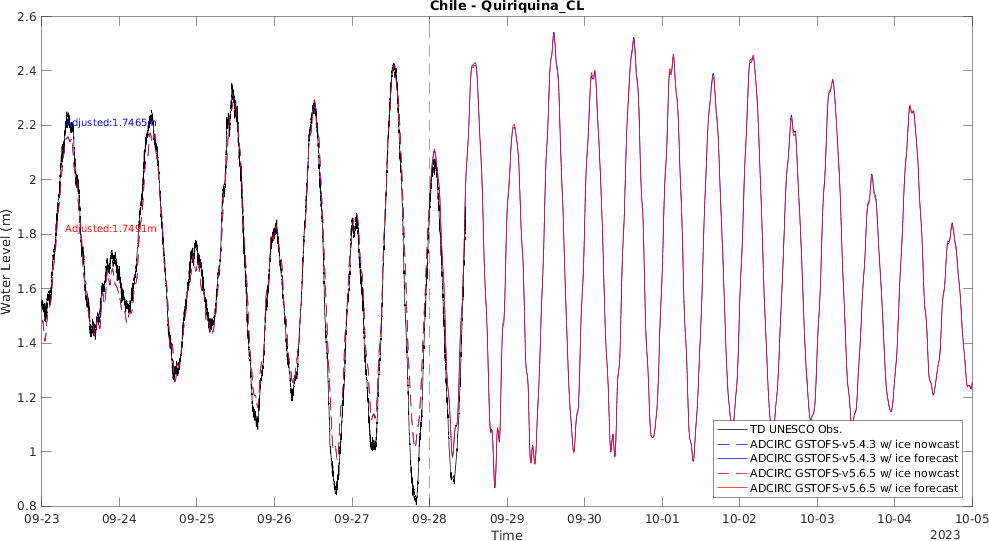 Chile - Quiriquina_CL
2.6
2.4
2.2
2
1.8
1.6
1.4
1.2
1
0.8
Water Level (m)
Adjusted:1.7465m
Adjusted:1.7491m
TD UNESCO Obs.
ADCIRC GSTOFS-v5.4.3 w/ ice nowcast
ADCIRC GSTOFS-v5.4.3 w/ ice forecast
ADCIRC GSTOFS-v5.6.5 w/ ice nowcast
ADCIRC GSTOFS-v5.6.5 w/ ice forecast
09-23 09-24 09-25 09-26 09-27 09-28 09-29 09-30 10-01 10-02 10-03 10-04 10-05
Time
2023